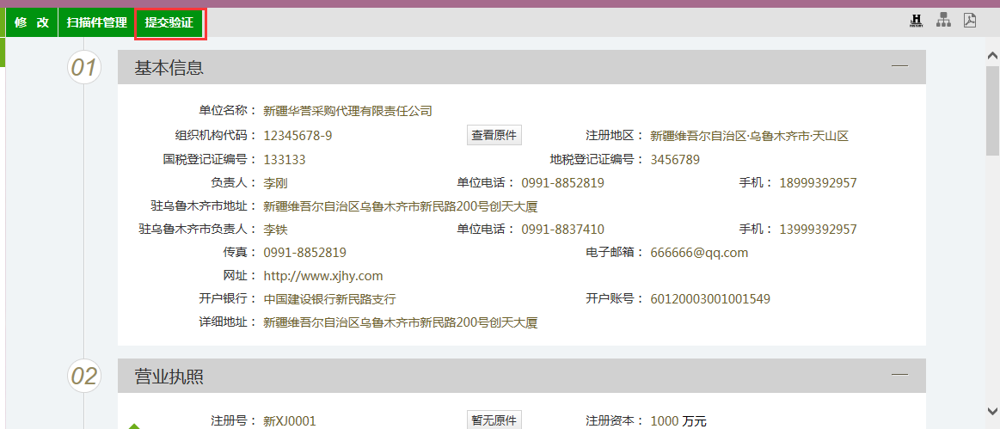 修 改 扫描件管理 提交验证 H HISTORY
01 基本信息
单位名称： 新疆华誉采购代理有限责任公司
组织机构代码： 12345678-9 查看原件 注册地区： 新疆维吾尔自治区·乌鲁木齐市·天山区
国税登记证编号： 133133 地税登记证编号： 3456789
负责人： 李刚 单位电话： 0991-8852819 手机： 18999392957
驻乌鲁木齐市地址： 新疆维吾尔自治区乌鲁木齐市新民路200号创天大厦
驻乌鲁木齐市负责人： 李铁 单位电话： 0991-8837410 手机： 13999392957
传真： 0991-8852819 电子邮箱： 666666@qq.com
网址： http://www.xjhy.com
开户银行： 中国建设银行新民路支行 开户账号： 60120003001001549
详细地址： 新疆维吾尔自治区乌鲁木齐市新民路200号创天大厦
02 营业执照
注册号： 新XJ0001 暂无原件 注册资本： 1000 万元